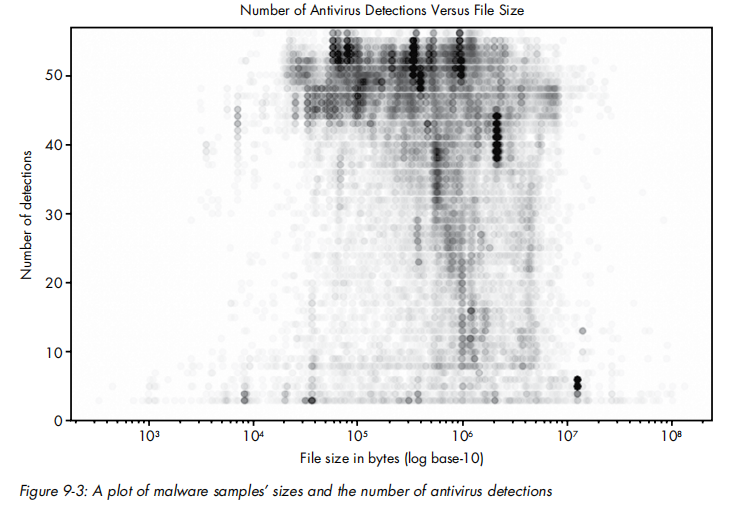 Number of Antivirus Detections Versus File Size
50
40
30
20
10
0
Number of detections
10³ 10⁴ 10⁵ 10⁶ 10⁷ 10⁸
File size in bytes (log base-10)
Figure 9-3: A plot of malware samples’ sizes and the number of antivirus detections